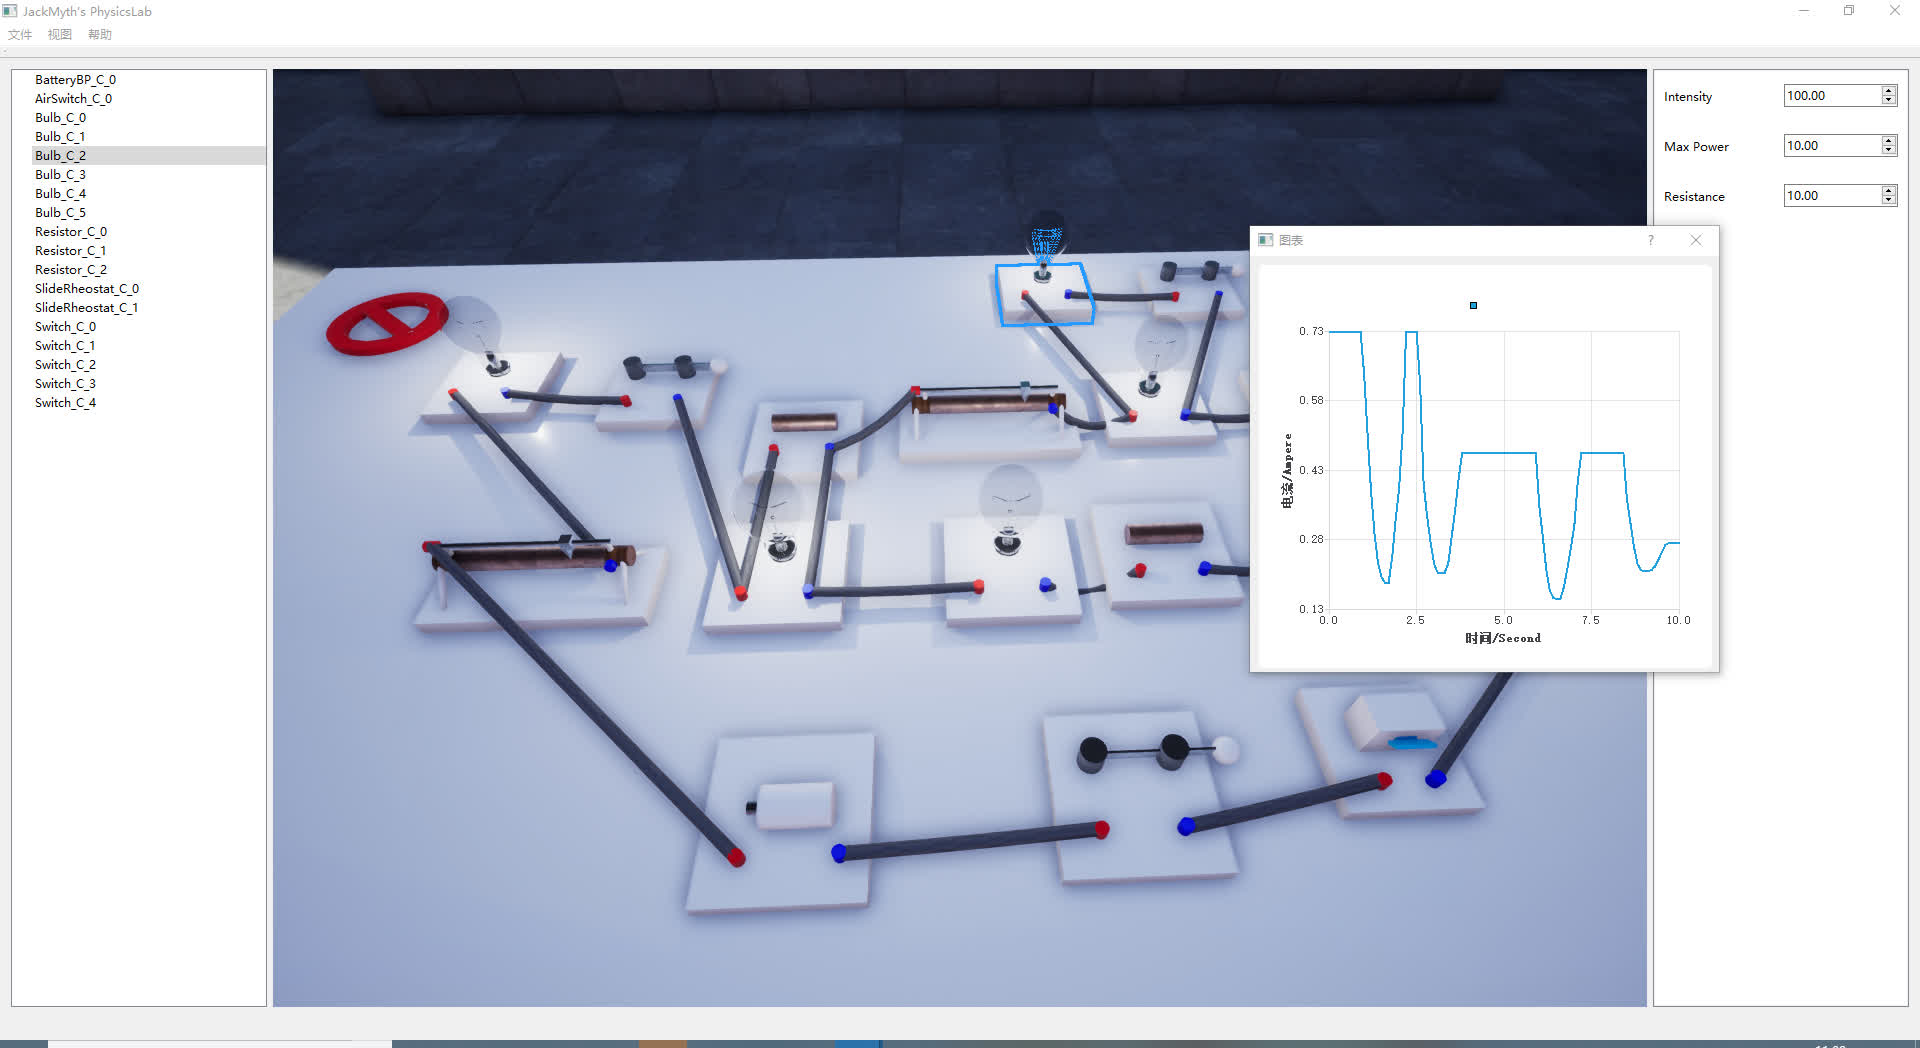 JackMyth's PhysicsLab
文件 视图 帮助
BatteryBP_C_0
AirSwitch_C_0
Bulb_C_0
Bulb_C_1
Bulb_C_2
Bulb_C_3
Bulb_C_4
Bulb_C_5
Resistor_C_0
Resistor_C_1
Resistor_C_2
SlideRheostat_C_0
SlideRheostat_C_1
Switch_C_0
Switch_C_1
Switch_C_2
Switch_C_3
Switch_C_4
Intensity 100.00
Max Power 10.00
Resistance 10.00
图表
?
0.73
0.58
0.43
0.28
0.13
电流/Ampere
0.0 2.5 5.0 7.5 10.0
时间/Second